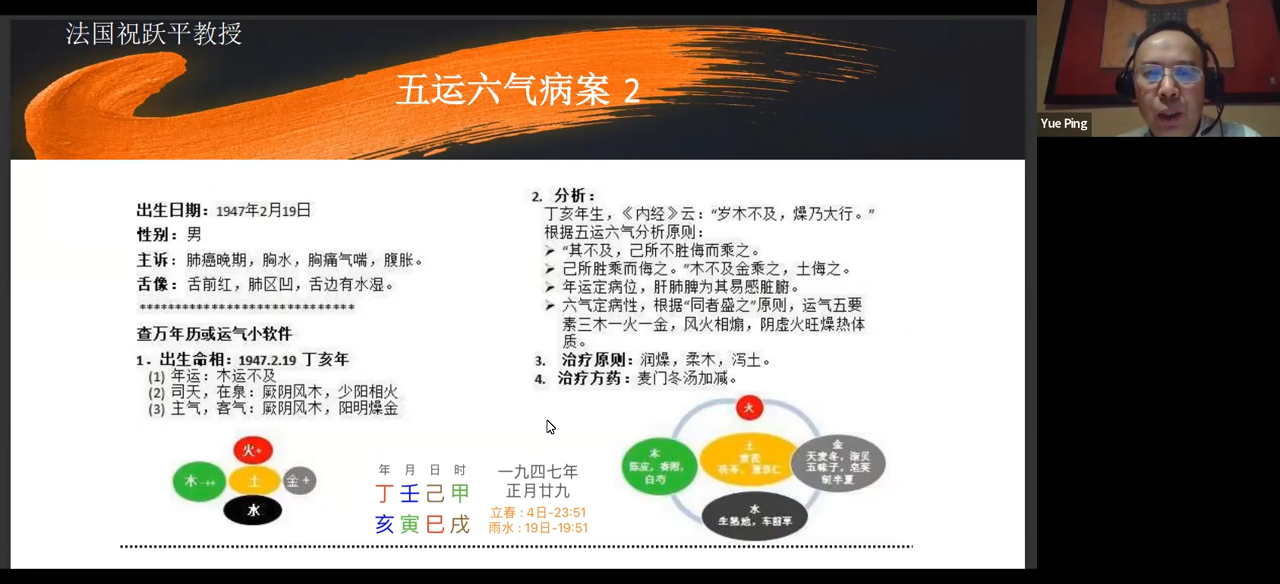 法国祝跃平教授
五运六气病案 2
Yue Ping
出生日期：1947年2月19日
性别：男
主诉：肺癌晚期，胸水，胸痛气喘，腹胀。
舌像：舌前红，肺区凹，舌边有水湿。
******************************
查万年历或运气小软件
1．出生命相：1947.2.19 丁亥年
(1) 年运：木运不及
(2) 司天，在泉：厥阴风木，少阳相火
(3) 主气，客气：厥阴风木，阳明燥金
火+
木-++
土
金+
水
年 月 日 时
丁 壬 己 甲
亥 寅 巳 戌
一九四七年
正月廿九
立春：4日-23:51
雨水：19日-19:51
2. 分析：
丁亥年生，《内经》云：“岁木不及，燥乃大行。”
根据五运六气分析原则：
➢ “其不及，己所不胜侮而乘之。
➢ 己所胜乘而侮之。”木不及金乘之，土侮之。
➢ 年运定病位，肝肺脾为其易感脏腑。
➢ 六气定病性，根据“同者盛之”原则，运气五要
素三木一火一金，风火相煽，阴虚火旺燥热体
质。
3. 治疗原则：润燥，柔木，泻土。
4. 治疗方药：麦门冬汤加减。
火
木
陈皮，香附，
白芍
土
茯苓，
金
天麦冬，浙贝
五味子，皂荚
制半夏
水
生熟地，车前草